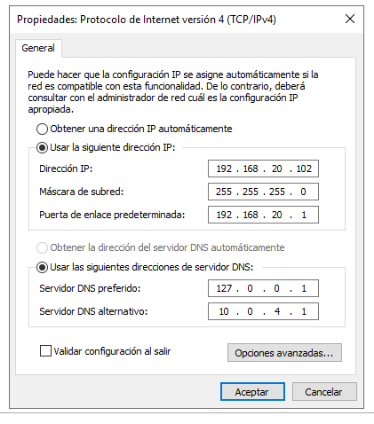 Propiedades: Protocolo de Internet versión 4 (TCP/IPv4)
General
Puede hacer que la configuración IP se asigne automáticamente si la
red es compatible con esta funcionalidad. De lo contrario, deberá
consultar con el administrador de red cuál es la configuración IP
apropiada.
Obtener una dirección IP automáticamente
Usar la siguiente dirección IP:
Dirección IP: 192 . 168 . 20 . 102
Máscara de subred: 255 . 255 . 255 . 0
Puerta de enlace predeterminada: 192 . 168 . 20 . 1
Obtener la dirección del servidor DNS automáticamente
Usar las siguientes direcciones de servidor DNS:
Servidor DNS preferido: 127 . 0 . 0 . 1
Servidor DNS alternativo: 10 . 0 . 4 . 1
Validar configuración al salir
Opciones avanzadas...
Aceptar
Cancelar